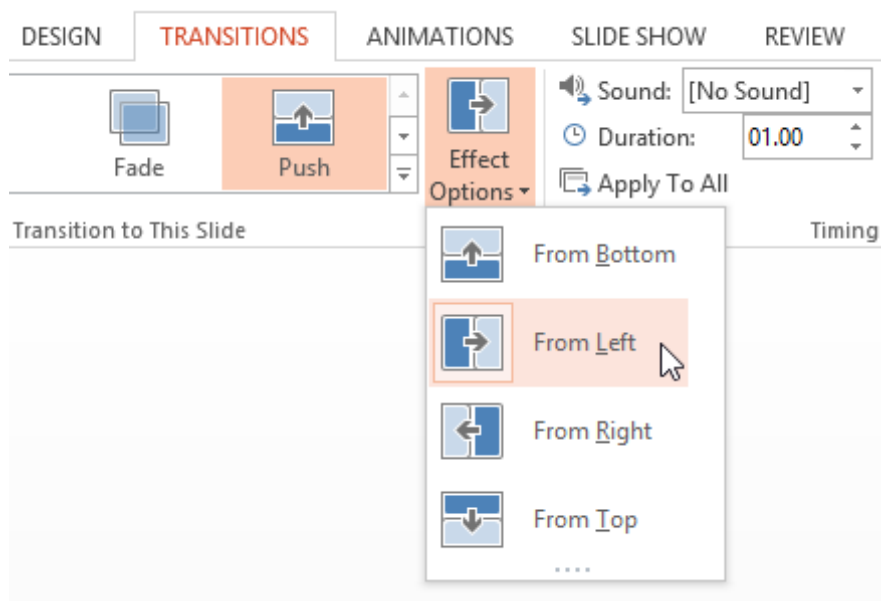 DESIGN TRANSITIONS ANIMATIONS SLIDE SHOW REVIEW
Fade
Push
Effect
Options
Sound: [No Sound]
Duration: 01.00
Apply To All
Transition to This Slide
Timing
From Bottom
From Left
From Right
From Top